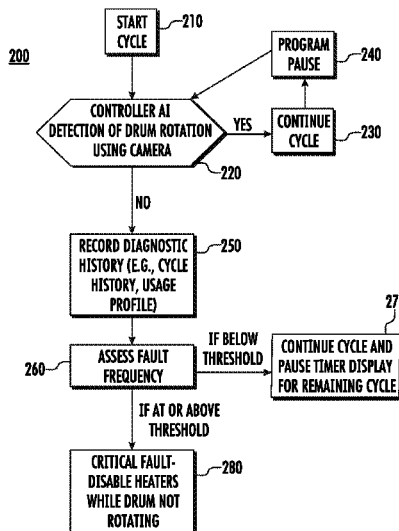 200
START
CYCLE
210
PROGRAM
PAUSE
240
CONTROLLER AI
DETECTION OF DRUM ROTATION
USING CAMERA
220
YES
CONTINUE
CYCLE
230
NO
RECORD DIAGNOSTIC
HISTORY (E.G., CYCLE
HISTORY, USAGE
PROFILE)
250
260
ASSESS FAULT
FREQUENCY
IF BELOW
THRESHOLD
27
CONTINUE CYCLE AND
PAUSE TIMER DISPLAY
FOR REMAINING CYCLE
IF AT OR ABOVE
THRESHOLD
CRITICAL FAULT-
DISABLE HEATERS
WHILE DRUM NOT
ROTATING
280